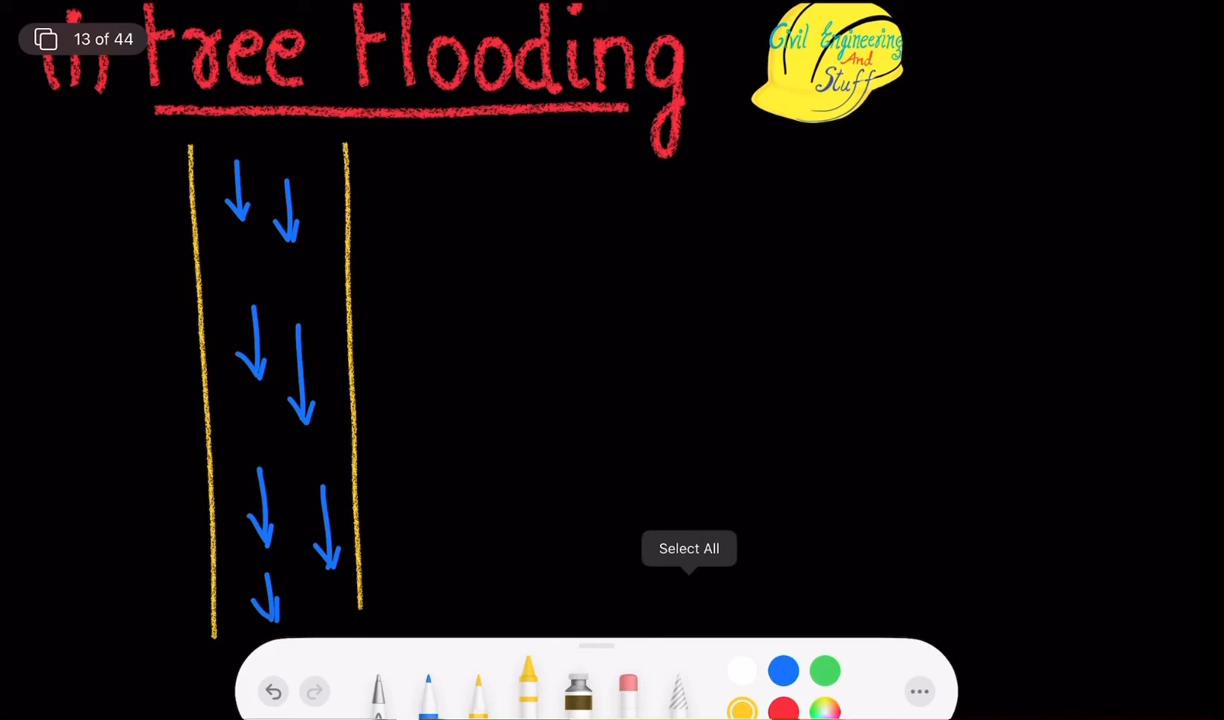 13 of 44
i) Free Flooding
Civil Engineering
And
Stuff
Select All